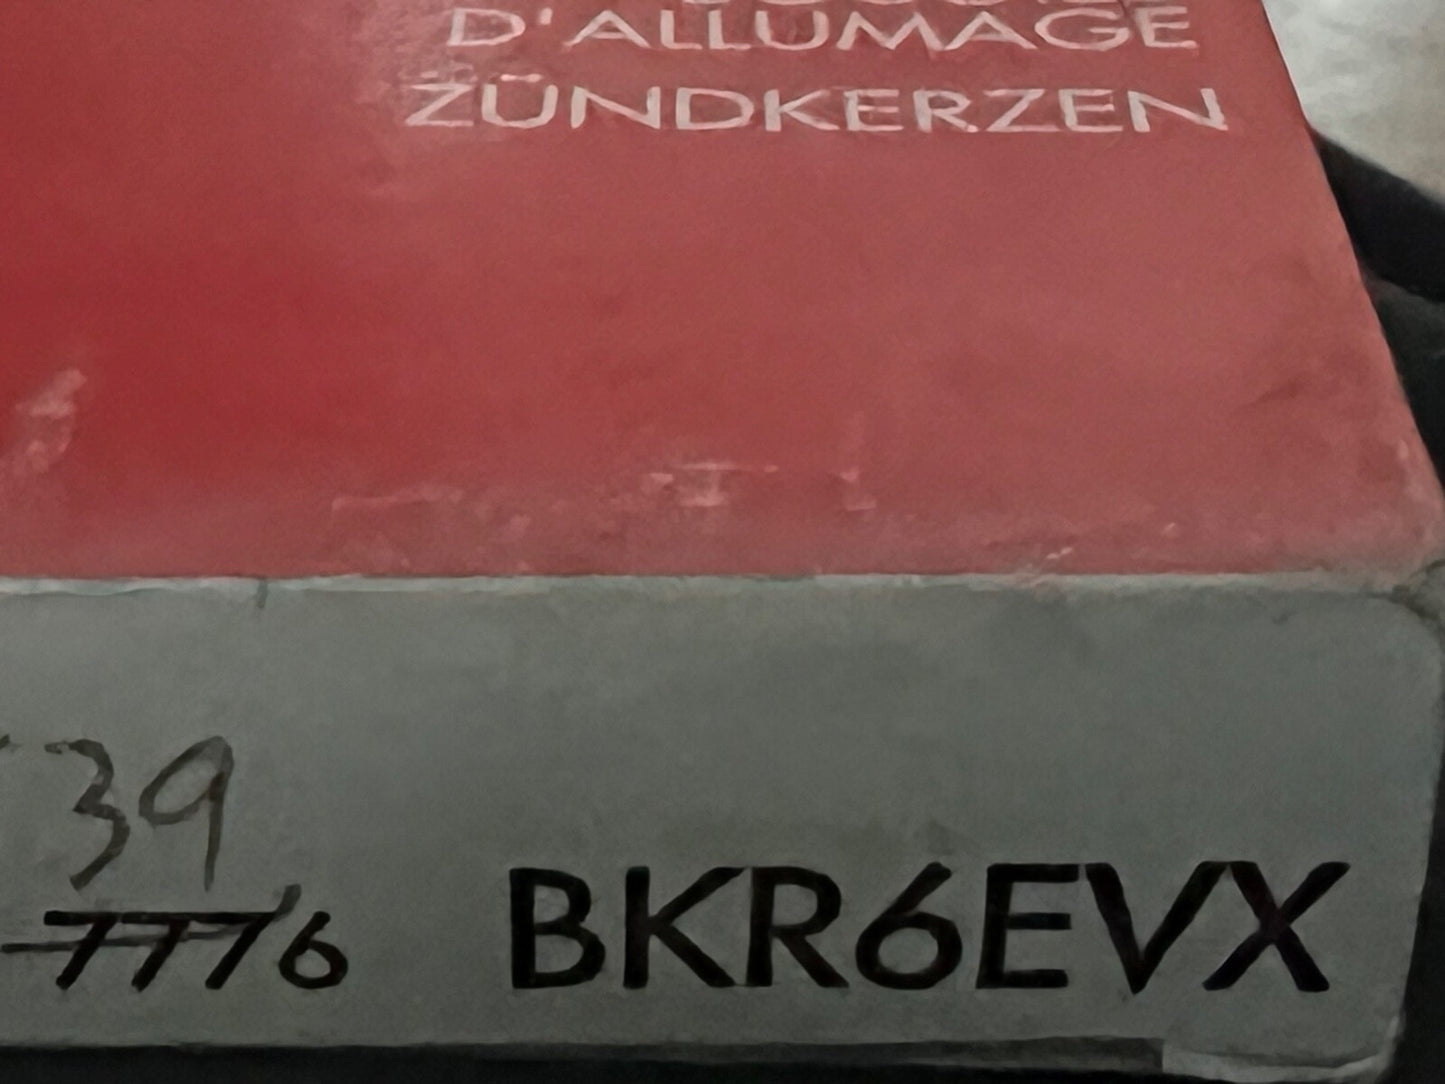 D'ALLUMAGE
ZÜNDKERZEN
39
7776 BKR6EVX